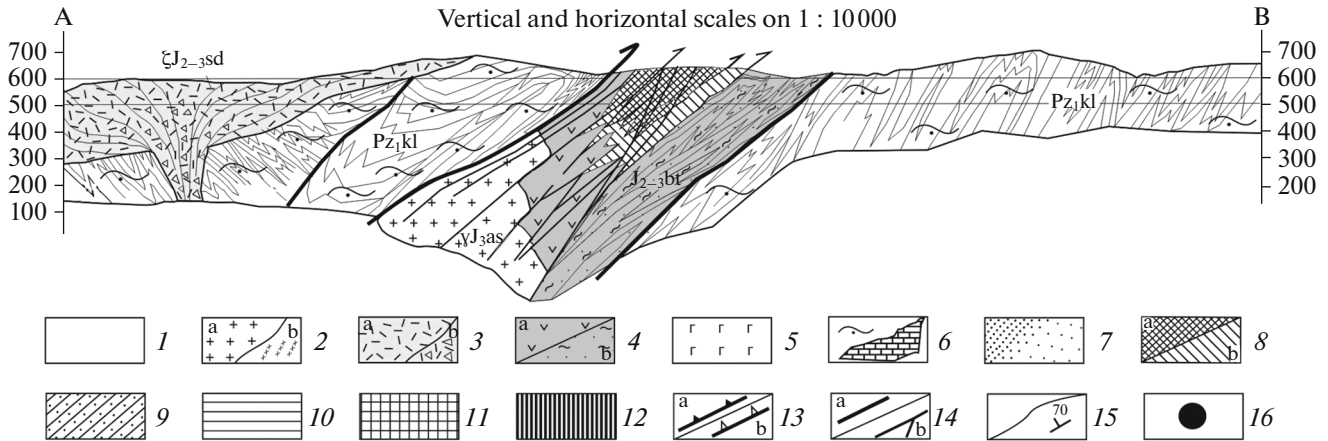 A Vertical and horizontal scales on 1 : 10 000 B
700 ζJ₂₋₃sd 700
600 600
500 Pz₁kl 500
400 Pz₁kl 400
300 300
200 J₂₋₃bt 200
100 γJ₃as
1 a b 2 a b 3 a b 4 5 6 7 a b 8
9 10 11 12 a b 13 a b 14 70 15 16